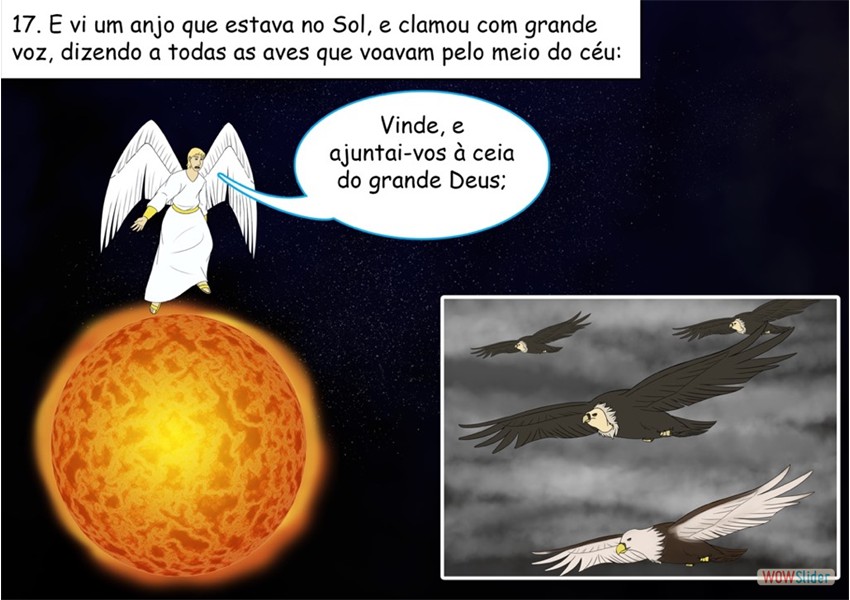 17. E vi um anjo que estava no Sol, e clamou com grande
voz, dizendo a todas as aves que voavam pelo meio do céu:
Vinde, e
ajuntai-vos à ceia
do grande Deus;
WOWSlider